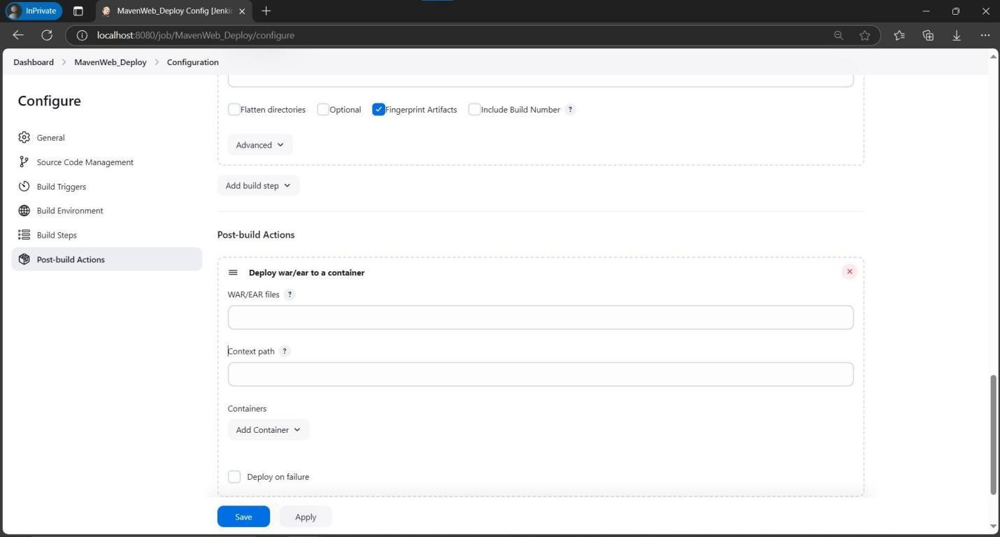 InPrivate
MavenWeb_Deploy Config [Jenki
localhost:8080/job/MavenWeb_Deploy/configure
Dashboard > MavenWeb_Deploy > Configuration
Configure
General
Source Code Management
Build Triggers
Build Environment
Build Steps
Post-build Actions
Flatten directories Optional Fingerprint Artifacts Include Build Number ?
Advanced
Add build step
Post-build Actions
Deploy war/ear to a container
WAR/EAR files ?
Context path ?
Containers
Add Container
Deploy on failure
Save Apply